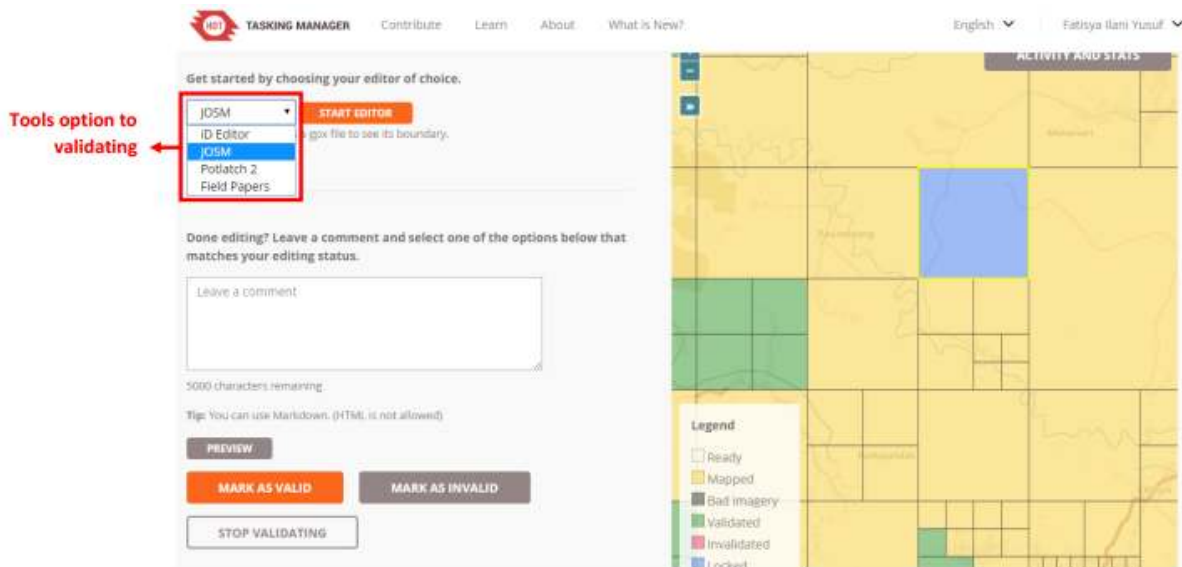 HOT TASKING MANAGER Contribute Learn About What is New? English Fatisya Ilani Yusuf
ACTIVITY AND STATS
Get started by choosing your editor of choice.
Tools option to
validating
JOSM START EDITOR
iD Editor gpx file to see its boundary.
JOSM
Potlatch 2
Field Papers
Done editing? Leave a comment and select one of the options below that
matches your editing status.
Leave a comment
5000 characters remaining
Tip: You can use Markdown. (HTML is not allowed)
PREVIEW
MARK AS VALID MARK AS INVALID
STOP VALIDATING
Legend
Ready
Mapped
Bad imagery
Validated
Invalidated
Locked